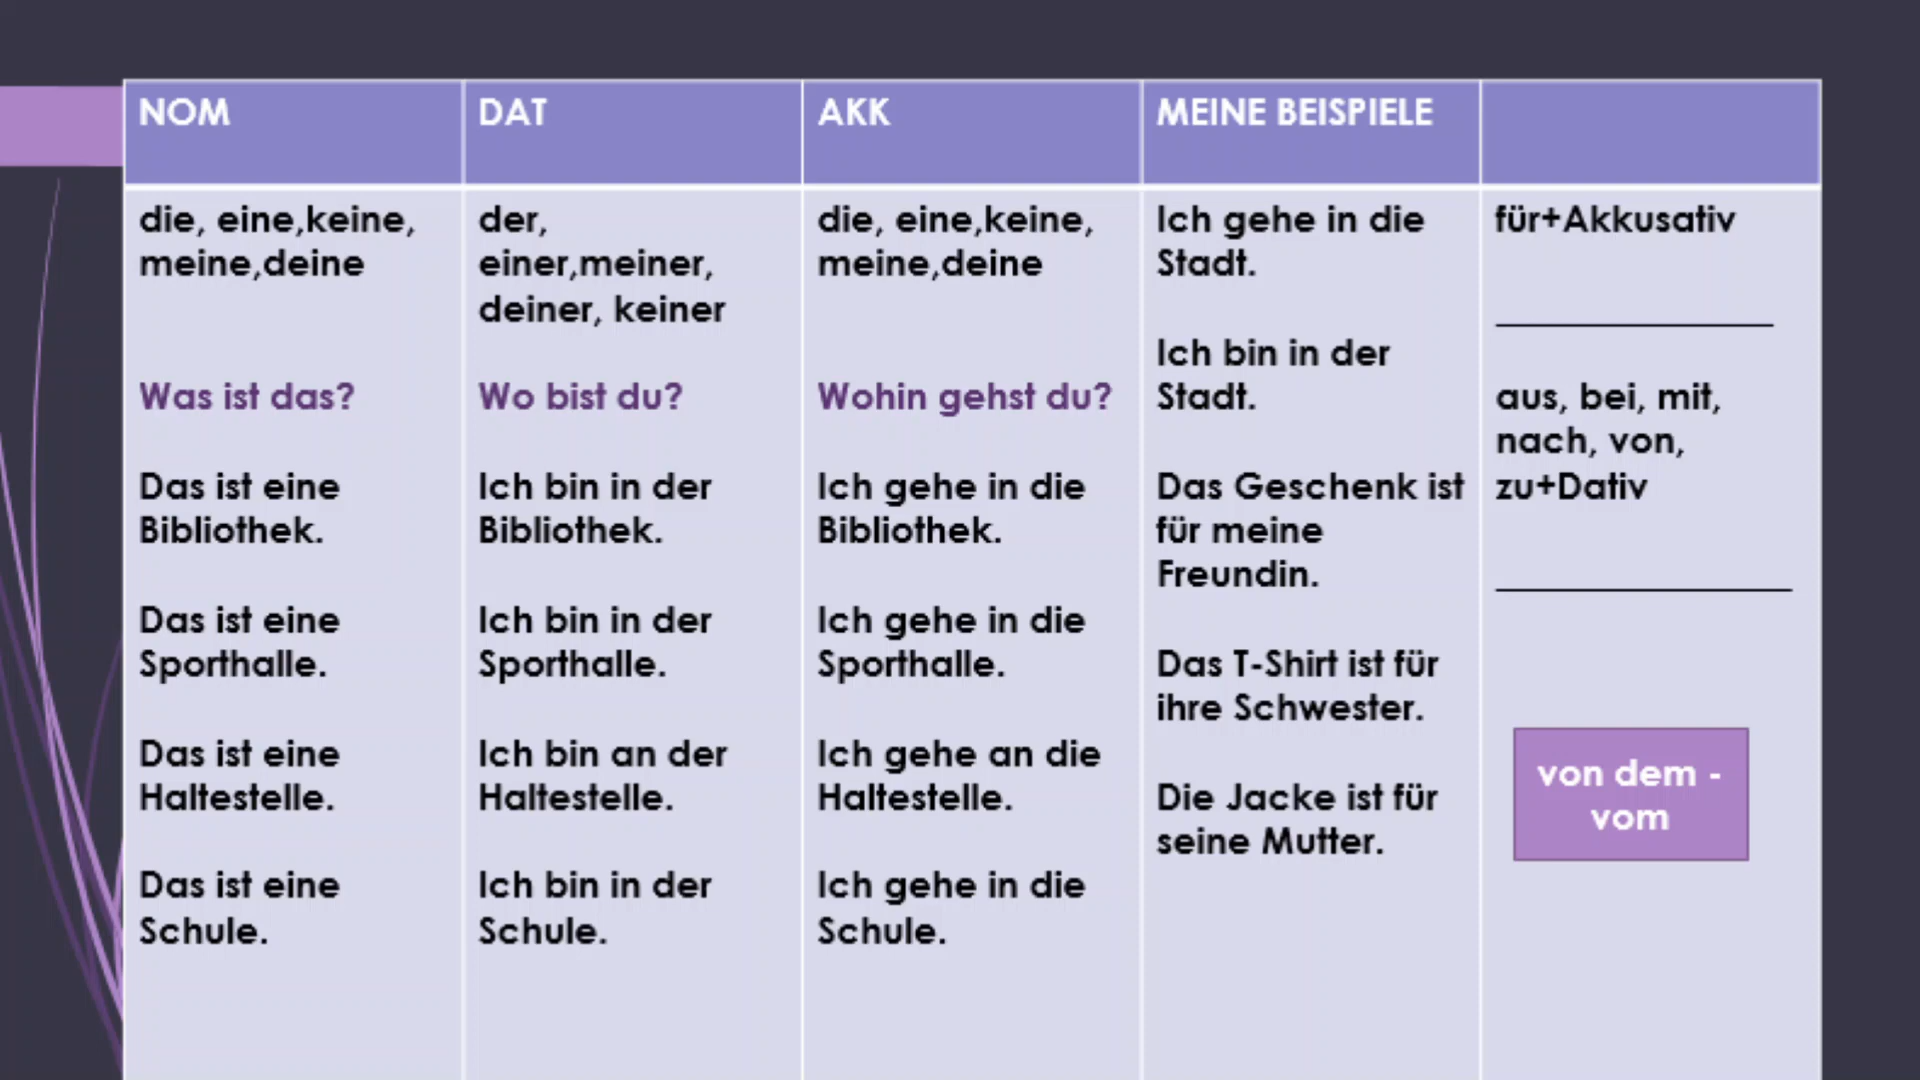 NOM
DAT
AKK
MEINE BEISPIELE
die, eine,keine,
meine,deine
Was ist das?
Das ist eine
Bibliothek.
Das ist eine
Sporthalle.
Das ist eine
Haltestelle.
Das ist eine
Schule.
der,
einer,meiner,
deiner, keiner
Wo bist du?
Ich bin in der
Bibliothek.
Ich bin in der
Sporthalle.
Ich bin an der
Haltestelle.
Ich bin in der
Schule.
die, eine,keine,
meine,deine
Wohin gehst du?
Ich gehe in die
Bibliothek.
Ich gehe in die
Sporthalle.
Ich gehe an die
Haltestelle.
Ich gehe in die
Schule.
Ich gehe in die
Stadt.
Ich bin in der
Stadt.
Das Geschenk ist
für meine
Freundin.
Das T-Shirt ist für
ihre Schwester.
Die Jacke ist für
seine Mutter.
für+Akkusativ
aus, bei, mit,
nach, von,
zu+Dativ
von dem -
vom